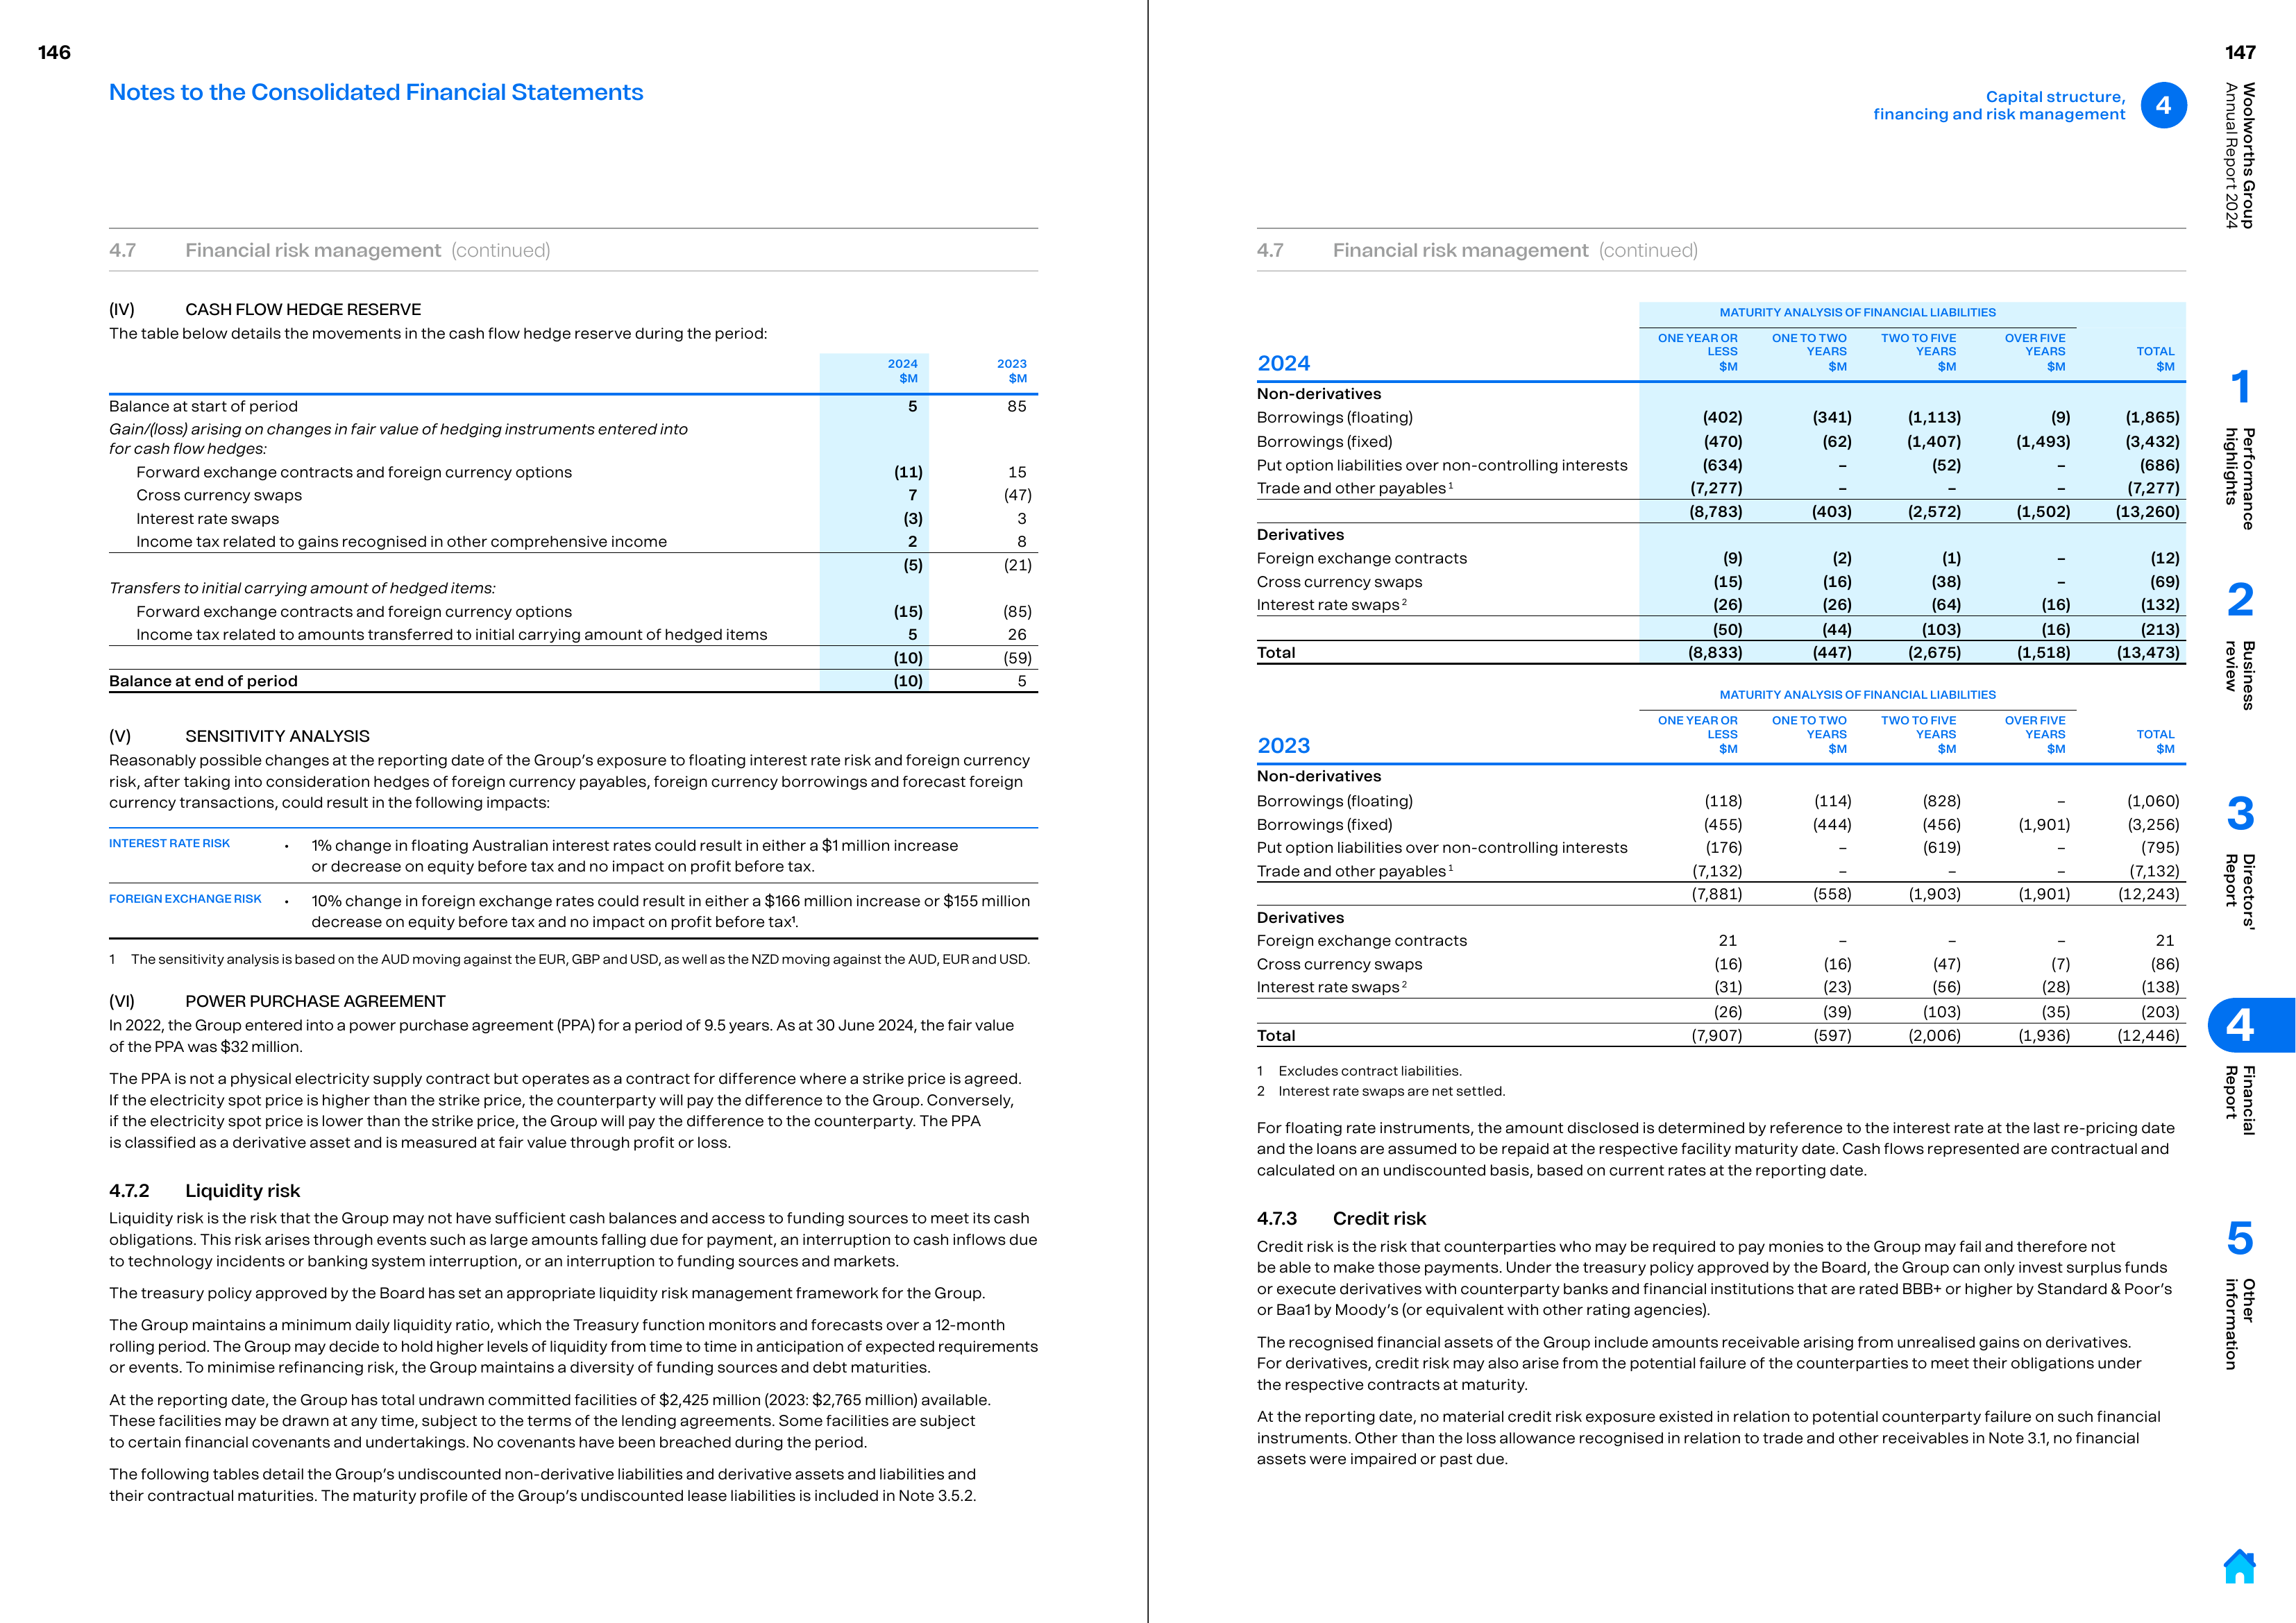 146
Notes to the Consolidated Financial Statements
4.7 Financial risk management (continued)
(IV) CASH FLOW HEDGE RESERVE
The table below details the movements in the cash flow hedge reserve during the period:
2024 2023
$M $M
Balance at start of period 5 85
Gain/(loss) arising on changes in fair value of hedging instruments entered into
for cash flow hedges:
Forward exchange contracts and foreign currency options (11) 15
Cross currency swaps 7 (47)
Interest rate swaps (3) 3
Income tax related to gains recognised in other comprehensive income 2 8
(5) (21)
Transfers to initial carrying amount of hedged items:
Forward exchange contracts and foreign currency options (15) (85)
Income tax related to amounts transferred to initial carrying amount of hedged items 5 26
(10) (59)
Balance at end of period (10) 5
(V) SENSITIVITY ANALYSIS
Reasonably possible changes at the reporting date of the Group's exposure to floating interest rate risk and foreign currency
risk, after taking into consideration hedges of foreign currency payables, foreign currency borrowings and forecast foreign
currency transactions, could result in the following impacts:
INTEREST RATE RISK • 1% change in floating Australian interest rates could result in either a $1 million increase
or decrease on equity before tax and no impact on profit before tax.
FOREIGN EXCHANGE RISK • 10% change in foreign exchange rates could result in either a $166 million increase or $155 million
decrease on equity before tax and no impact on profit before tax¹.
1 The sensitivity analysis is based on the AUD moving against the EUR, GBP and USD, as well as the NZD moving against the AUD, EUR and USD.
(VI) POWER PURCHASE AGREEMENT
In 2022, the Group entered into a power purchase agreement (PPA) for a period of 9.5 years. As at 30 June 2024, the fair value
of the PPA was $32 million.
The PPA is not a physical electricity supply contract but operates as a contract for difference where a strike price is agreed.
If the electricity spot price is higher than the strike price, the counterparty will pay the difference to the Group. Conversely,
if the electricity spot price is lower than the strike price, the Group will pay the difference to the counterparty. The PPA
is classified as a derivative asset and is measured at fair value through profit or loss.
4.7.2 Liquidity risk
Liquidity risk is the risk that the Group may not have sufficient cash balances and access to funding sources to meet its cash
obligations. This risk arises through events such as large amounts falling due for payment, an interruption to cash inflows due
to technology incidents or banking system interruption, or an interruption to funding sources and markets.
The treasury policy approved by the Board has set an appropriate liquidity risk management framework for the Group.
The Group maintains a minimum daily liquidity ratio, which the Treasury function monitors and forecasts over a 12-month
rolling period. The Group may decide to hold higher levels of liquidity from time to time in anticipation of expected requirements
or events. To minimise refinancing risk, the Group maintains a diversity of funding sources and debt maturities.
At the reporting date, the Group has total undrawn committed facilities of $2,425 million (2023: $2,765 million) available.
These facilities may be drawn at any time, subject to the terms of the lending agreements. Some facilities are subject
to certain financial covenants and undertakings. No covenants have been breached during the period.
The following tables detail the Group's undiscounted non-derivative liabilities and derivative assets and liabilities and
their contractual maturities. The maturity profile of the Group's undiscounted lease liabilities is included in Note 3.5.2.
Capital structure,
financing and risk management
4
4.7 Financial risk management (continued)
MATURITY ANALYSIS OF FINANCIAL LIABILITIES
ONE YEAR OR ONE TO TWO TWO TO FIVE OVER FIVE
LESS YEARS YEARS YEARS TOTAL
2024 $M $M $M $M $M
Non-derivatives
Borrowings (floating) (402) (341) (1,113) (9) (1,865)
Borrowings (fixed) (470) (62) (1,407) (1,493) (3,432)
Put option liabilities over non-controlling interests (634) – (52) – (686)
Trade and other payables¹ (7,277) – – – (7,277)
(8,783) (403) (2,572) (1,502) (13,260)
Derivatives
Foreign exchange contracts (9) (2) (1) – (12)
Cross currency swaps (15) (16) (38) – (69)
Interest rate swaps² (26) (26) (64) (16) (132)
(50) (44) (103) (16) (213)
Total (8,833) (447) (2,675) (1,518) (13,473)
MATURITY ANALYSIS OF FINANCIAL LIABILITIES
ONE YEAR OR ONE TO TWO TWO TO FIVE OVER FIVE
LESS YEARS YEARS YEARS TOTAL
2023 $M $M $M $M $M
Non-derivatives
Borrowings (floating) (118) (114) (828) – (1,060)
Borrowings (fixed) (455) (444) (456) (1,901) (3,256)
Put option liabilities over non-controlling interests (176) – (619) – (795)
Trade and other payables¹ (7,132) – – – (7,132)
(7,881) (558) (1,903) (1,901) (12,243)
Derivatives
Foreign exchange contracts 21 – – – 21
Cross currency swaps (16) (16) (47) (7) (86)
Interest rate swaps² (31) (23) (56) (28) (138)
(26) (39) (103) (35) (203)
Total (7,907) (597) (2,006) (1,936) (12,446)
1 Excludes contract liabilities.
2 Interest rate swaps are net settled.
For floating rate instruments, the amount disclosed is determined by reference to the interest rate at the last re-pricing date
and the loans are assumed to be repaid at the respective facility maturity date. Cash flows represented are contractual and
calculated on an undiscounted basis, based on current rates at the reporting date.
4.7.3 Credit risk
Credit risk is the risk that counterparties who may be required to pay monies to the Group may fail and therefore not
be able to make those payments. Under the treasury policy approved by the Board, the Group can only invest surplus funds
or execute derivatives with counterparty banks and financial institutions that are rated BBB+ or higher by Standard & Poor's
or Baa1 by Moody's (or equivalent with other rating agencies).
The recognised financial assets of the Group include amounts receivable arising from unrealised gains on derivatives.
For derivatives, credit risk may also arise from the potential failure of the counterparties to meet their obligations under
the respective contracts at maturity.
At the reporting date, no material credit risk exposure existed in relation to potential counterparty failure on such financial
instruments. Other than the loss allowance recognised in relation to trade and other receivables in Note 3.1, no financial
assets were impaired or past due.
147
Woolworths Group
Annual Report 2024
1
Performance
highlights
2
Business
review
3
Directors'
Report
4
Financial
Report
5
Other
information